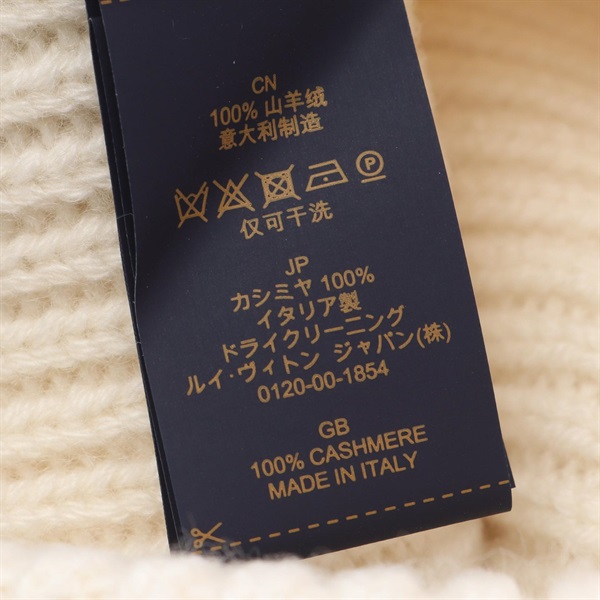 CN
100% 山羊绒
意大利制造
仅可干洗
JP
カシミヤ 100%
イタリア製
ドライクリーニング
ルイ·ヴィトン ジャパン(株)
0120-00-1854
GB
100% CASHMERE
MADE IN ITALY